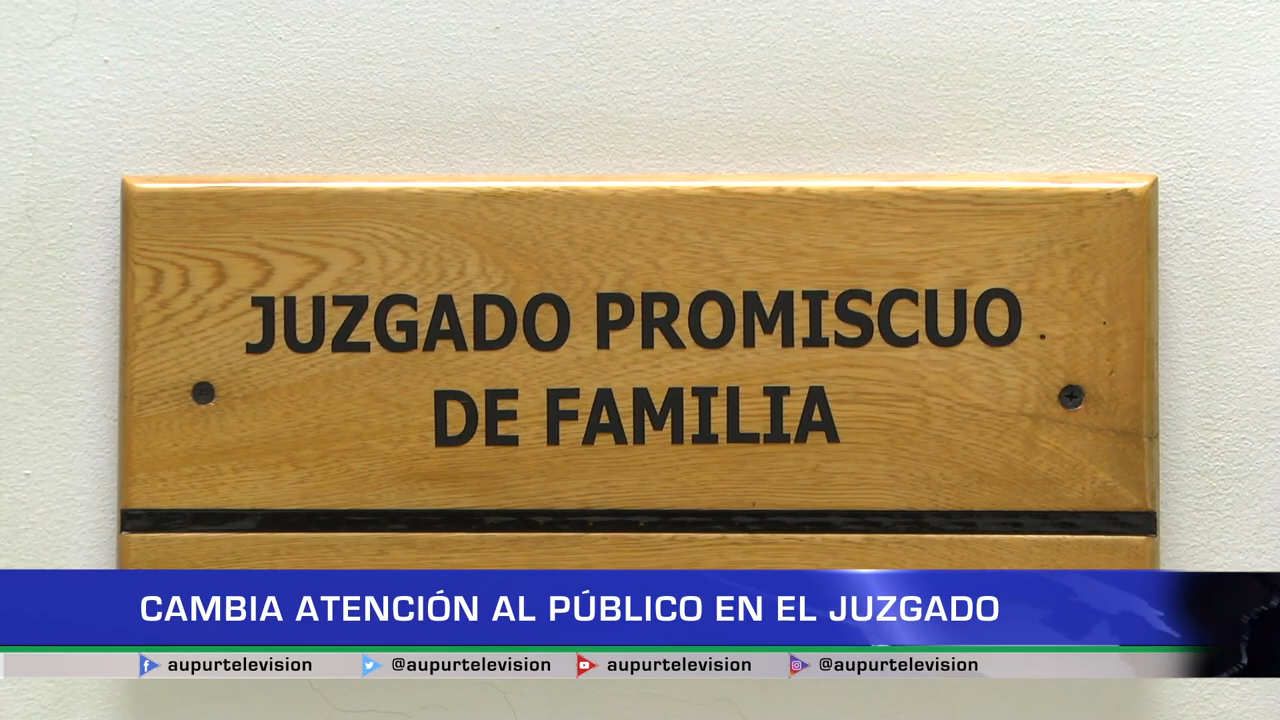 JUZGADO PROMISCUO
DE FAMILIA
CAMBIA ATENCIÓN AL PÚBLICO EN EL JUZGADO
aupurtelevision @aupurtelevision aupurtelevision @aupurtelevision